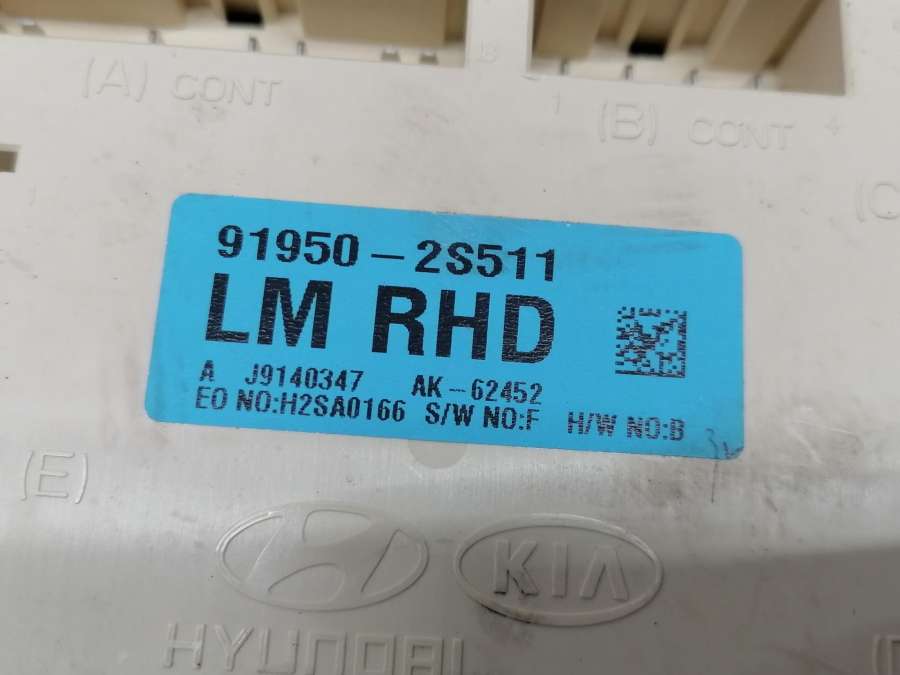 (A) CONT
(B) CONT
91950-2S511
LM RHD
A J9140347 AK-62452
EO NO:H2SA0166 S/W NO:F H/W NO:B
(E)
KIA
HYUNDAI